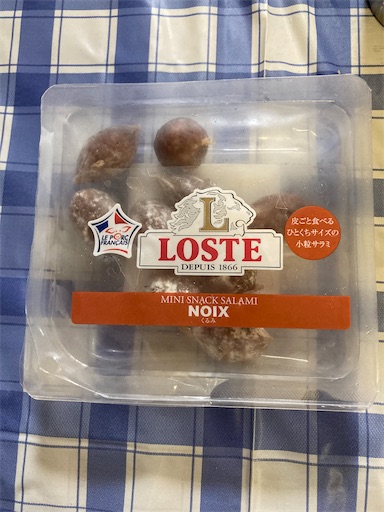 L
LE PORC
FRANÇAIS
LOSTE
DEPUIS 1866
皮ごと食べる
ひとくちサイズの
小粒サラミ
MINI SNACK SALAMI
NOIX
くるみ